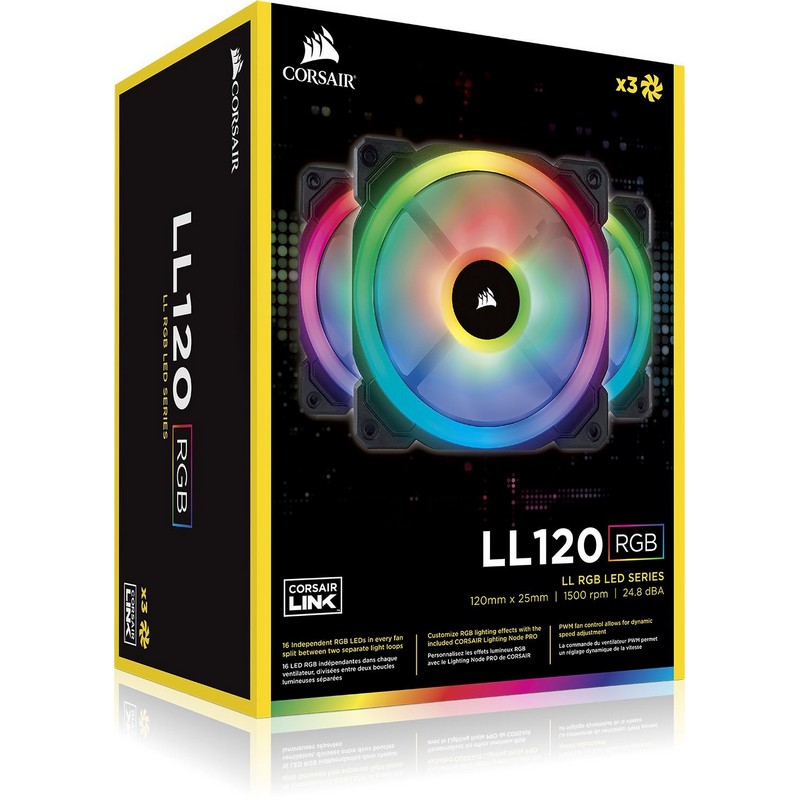 CORSAIR
LL120 RGB
LL RGB LED SERIES
CORSAIR
LINK
x3
CORSAIR
x3
LL120 RGB
LL RGB LED SERIES
120mm x 25mm | 1500 rpm | 24.8 dBA
CORSAIR
LINK
16 Independent RGB LEDs in every fan
split between two separate light loops
16 LED RGB indépendantes dans chaque
ventilateur, divisées entre deux boucles
lumineuses séparées
Customize RGB lighting effects with the
included CORSAIR Lighting Node PRO
Personnalisez les effets lumineux RGB
avec le Lighting Node PRO de CORSAIR
PWM fan control allows for dynamic
speed adjustment
La commande du ventilateur PWM permet
un réglage dynamique de la vitesse